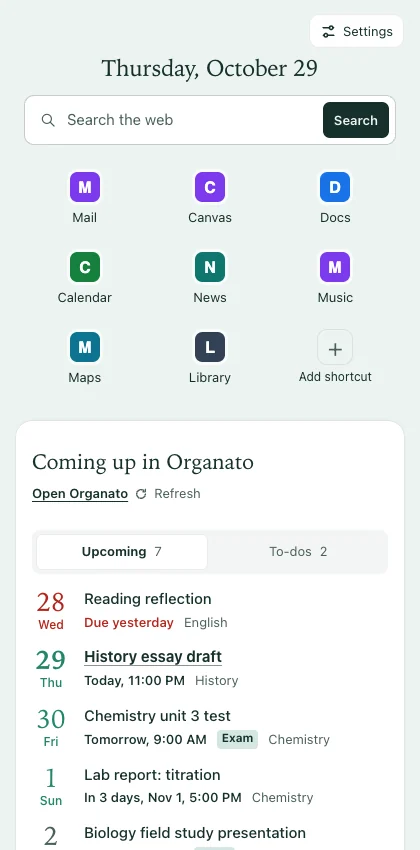 Settings
Thursday, October 29
Search the web
Search
M C D
Mail Canvas Docs
C N M
Calendar News Music
M L +
Maps Library Add shortcut
Coming up in Organato
Open Organato Refresh
Upcoming 7 To-dos 2
28 Reading reflection
Wed Due yesterday English
29 History essay draft
Thu Today, 11:00 PM History
30 Chemistry unit 3 test
Fri Tomorrow, 9:00 AM Exam Chemistry
1 Lab report: titration
Sun In 3 days, Nov 1, 5:00 PM Chemistry
2 Biology field study presentation